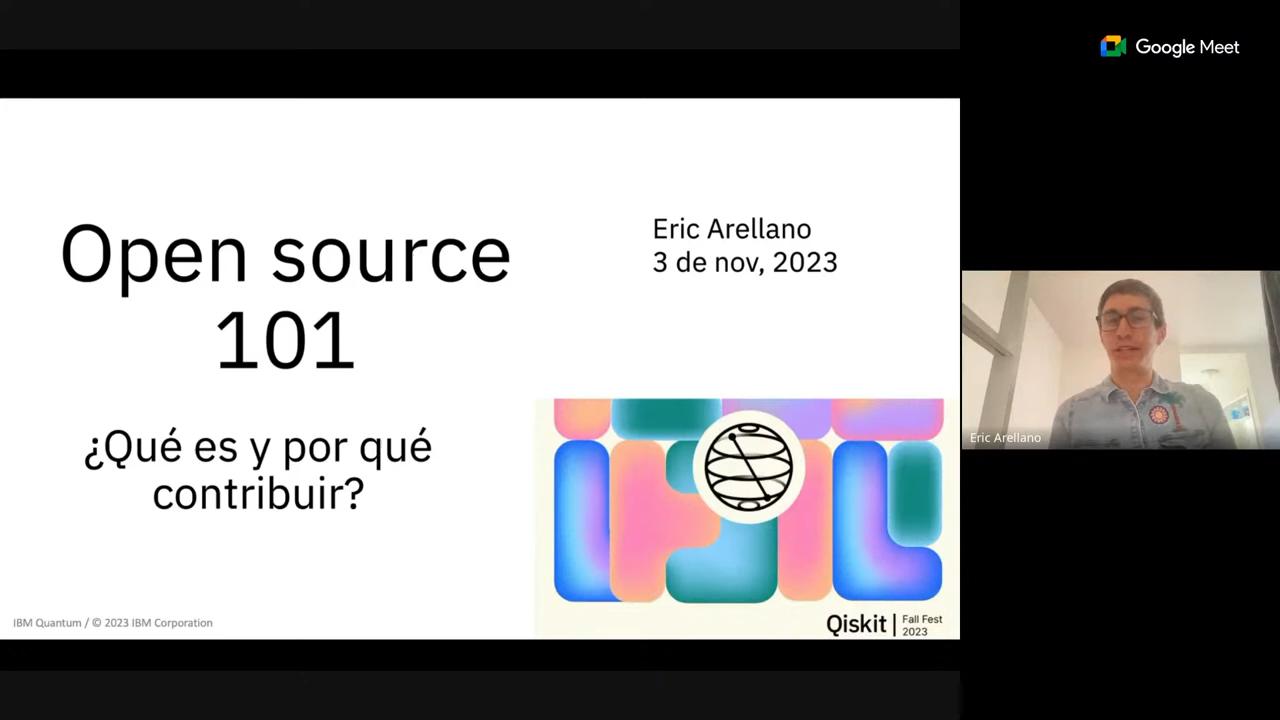 Google Meet
Open source
101
Eric Arellano
3 de nov, 2023
¿Qué es y por qué
contribuir?
Eric Arellano
IBM Quantum / © 2023 IBM Corporation
Qiskit | Fall Fest
2023